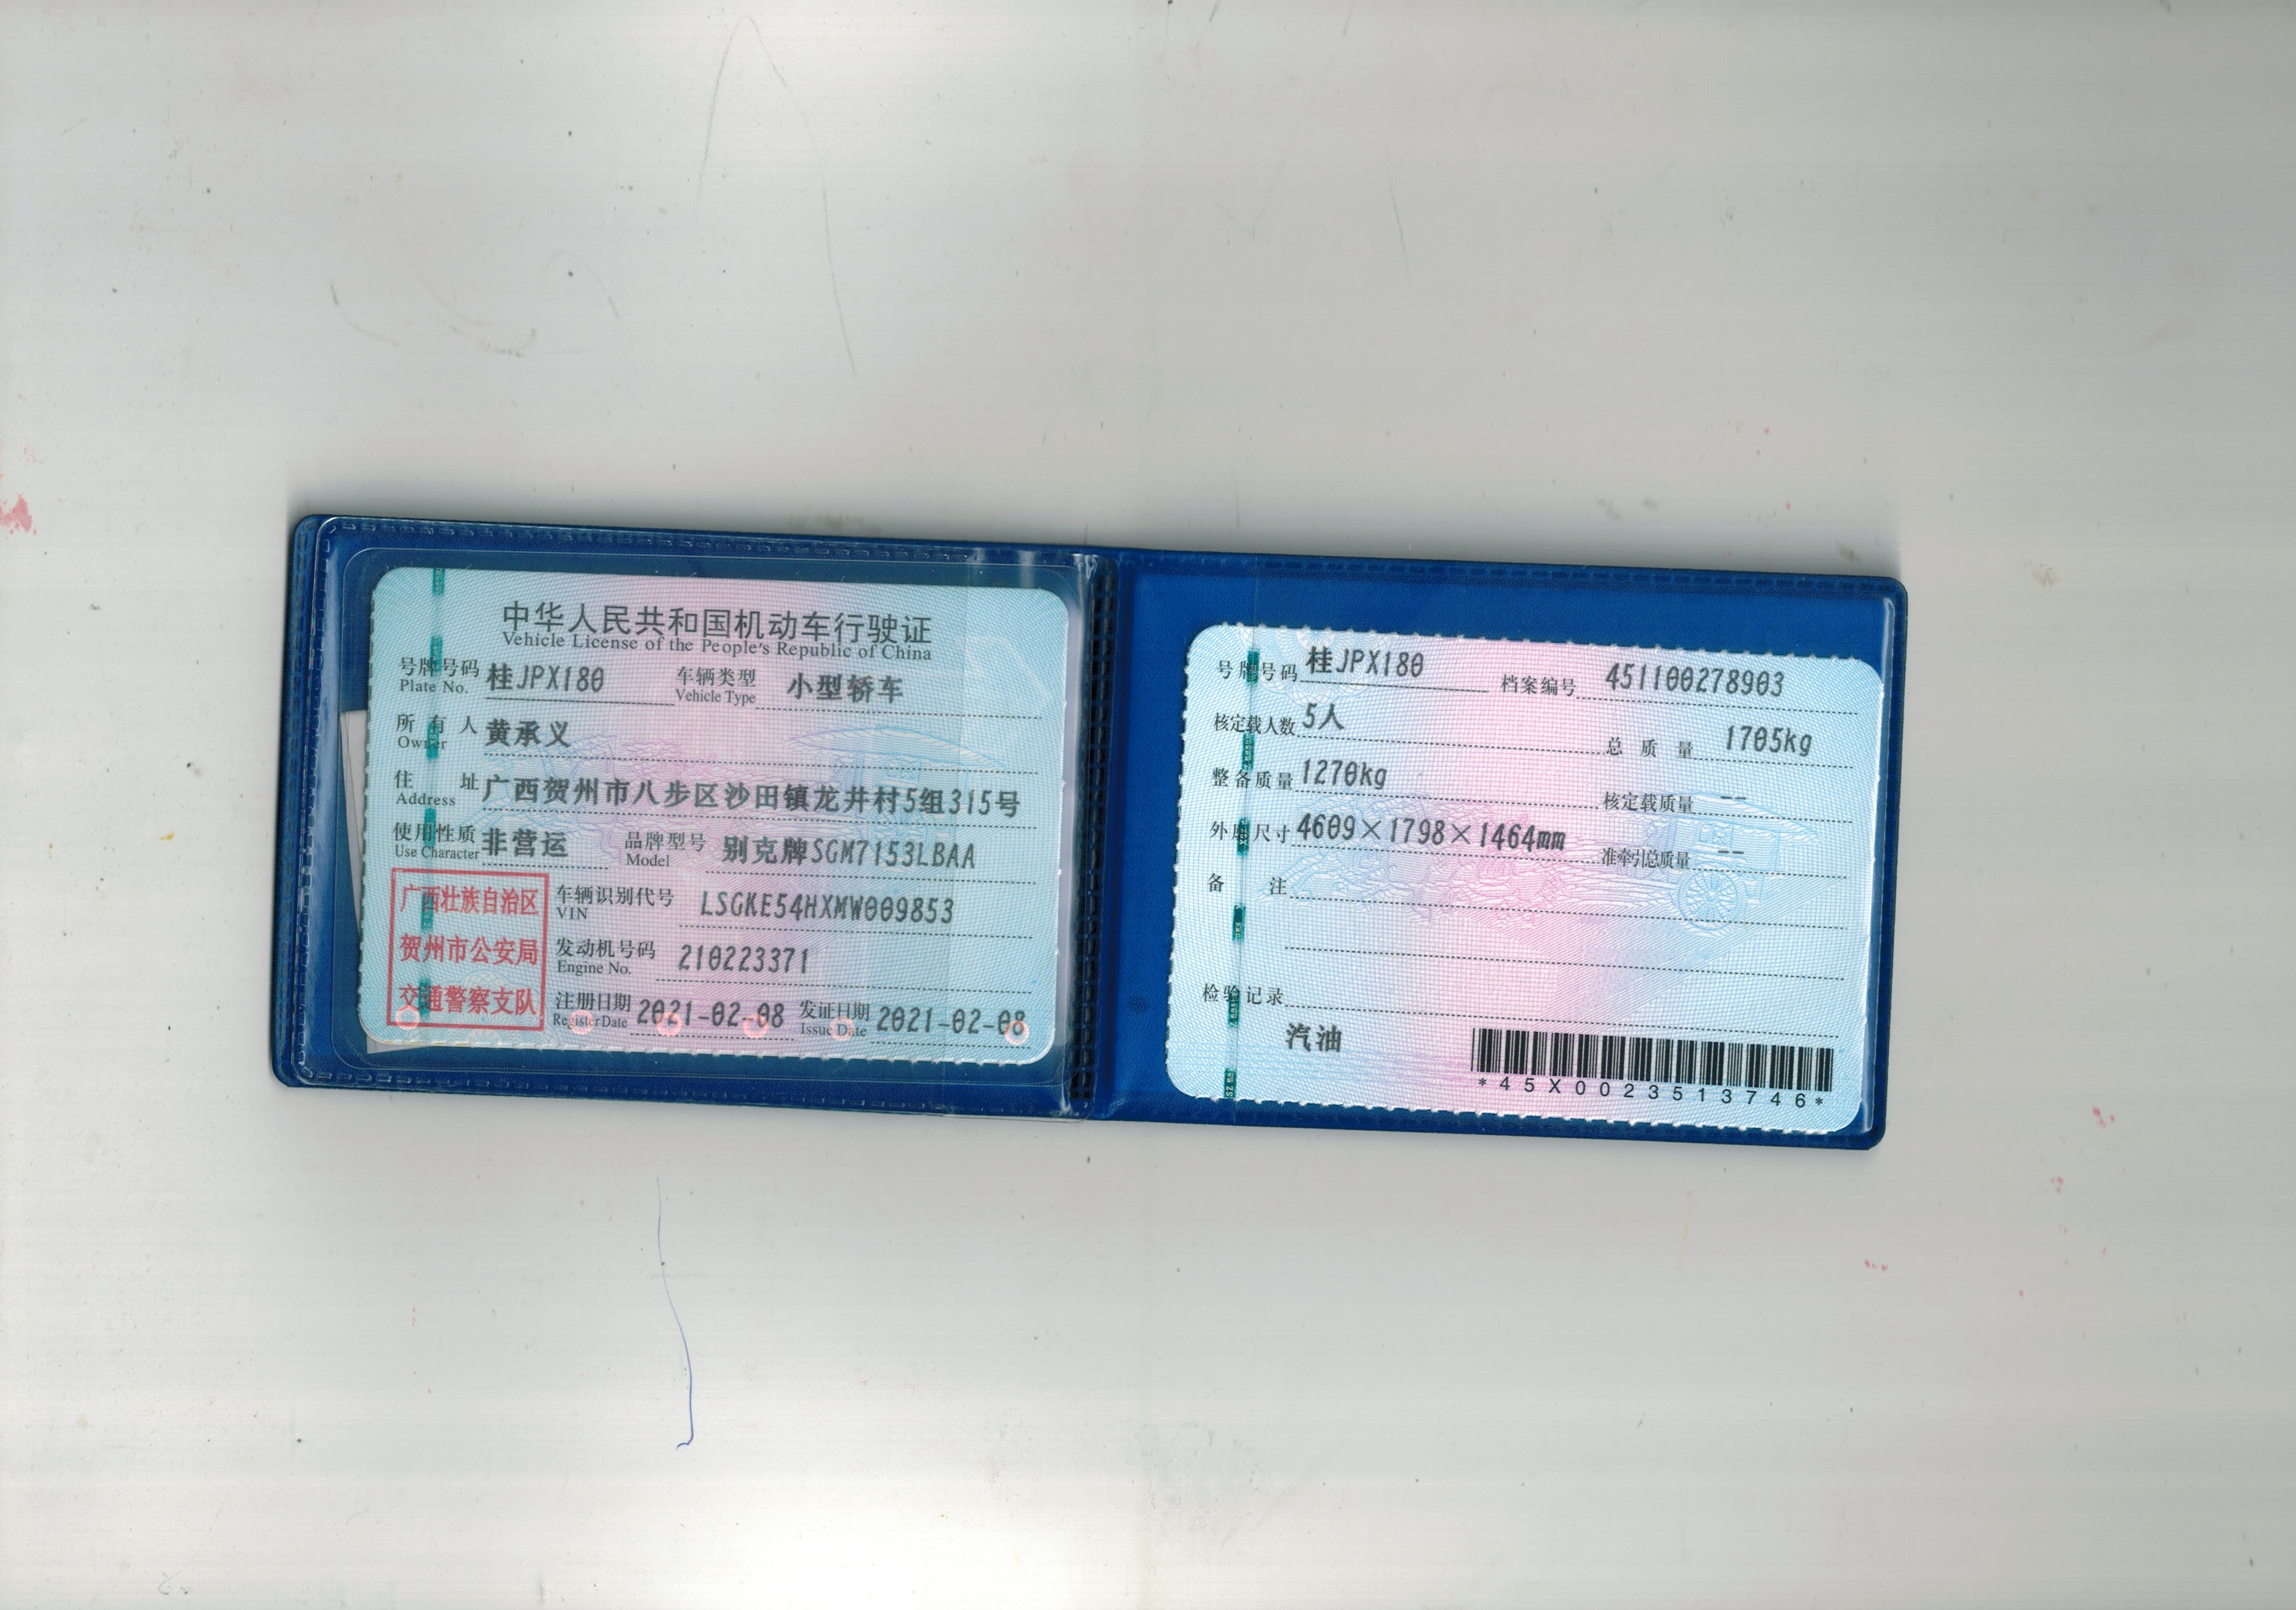 中华人民共和国机动车行驶证
Vehicle License of the People's Republic of China
号牌号码 桂JPX180 车辆类型 小型轿车
Plate No. Vehicle Type
所有人 黄承义
Owner
住址 广西贺州市八步区沙田镇龙井村5组315号
Address
使用性质 非营运 品牌型号 别克牌SGM7153LBAA
Use Character Model
广西壮族自治区
贺州市公安局
交通警察支队
车辆识别代号 LSGKE54HXMW009853
VIN
发动机号码 210223371
Engine No.
注册日期 2021-02-08 发证日期 2021-02-08
Register Date Issue Date
号牌号码 桂JPX180 档案编号 451100278903
核定载人数 5人 总质量 1705kg
整备质量 1270kg 核定载质量 --
外廓尺寸 4609×1798×1464mm 准牵引总质量 --
备注
检验记录
汽油
*45X0023513746*